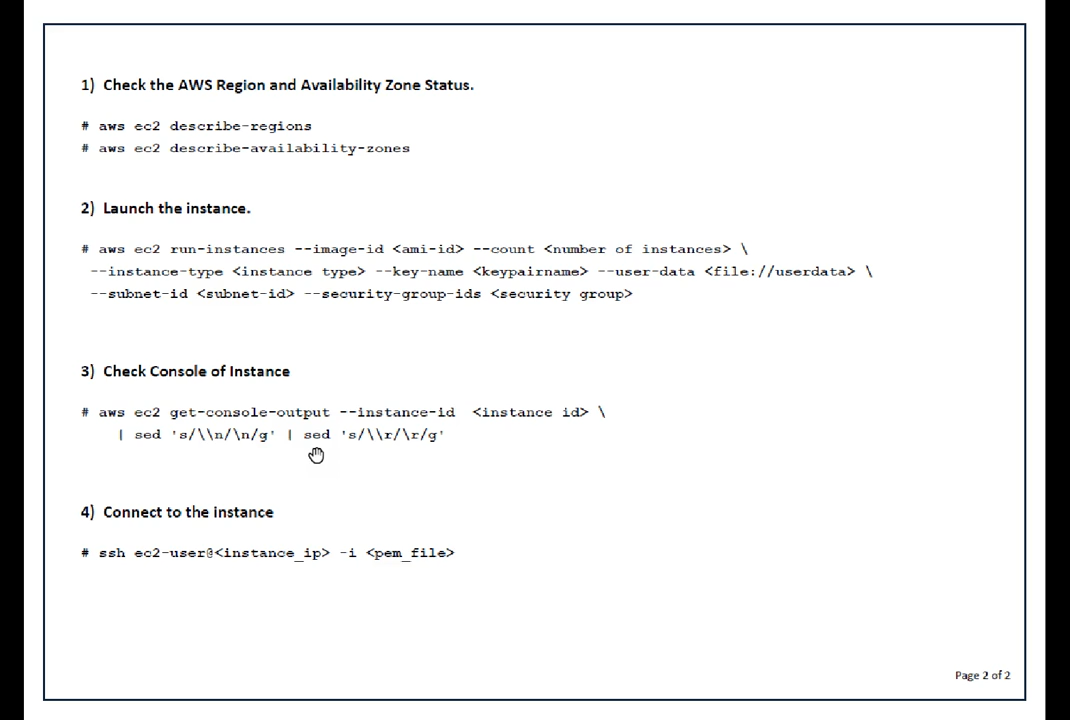 1) Check the AWS Region and Availability Zone Status.
# aws ec2 describe-regions
# aws ec2 describe-availability-zones
2) Launch the instance.
# aws ec2 run-instances --image-id <ami-id> --count <number of instances> \
--instance-type <instance type> --key-name <keypairname> --user-data <file://userdata> \
--subnet-id <subnet-id> --security-group-ids <security group>
3) Check Console of Instance
# aws ec2 get-console-output --instance-id <instance id> \
| sed 's/\\n/\n/g' | sed 's/\\r/\r/g'
4) Connect to the instance
# ssh ec2-user@<instance_ip> -i <pem_file>
Page 2 of 2